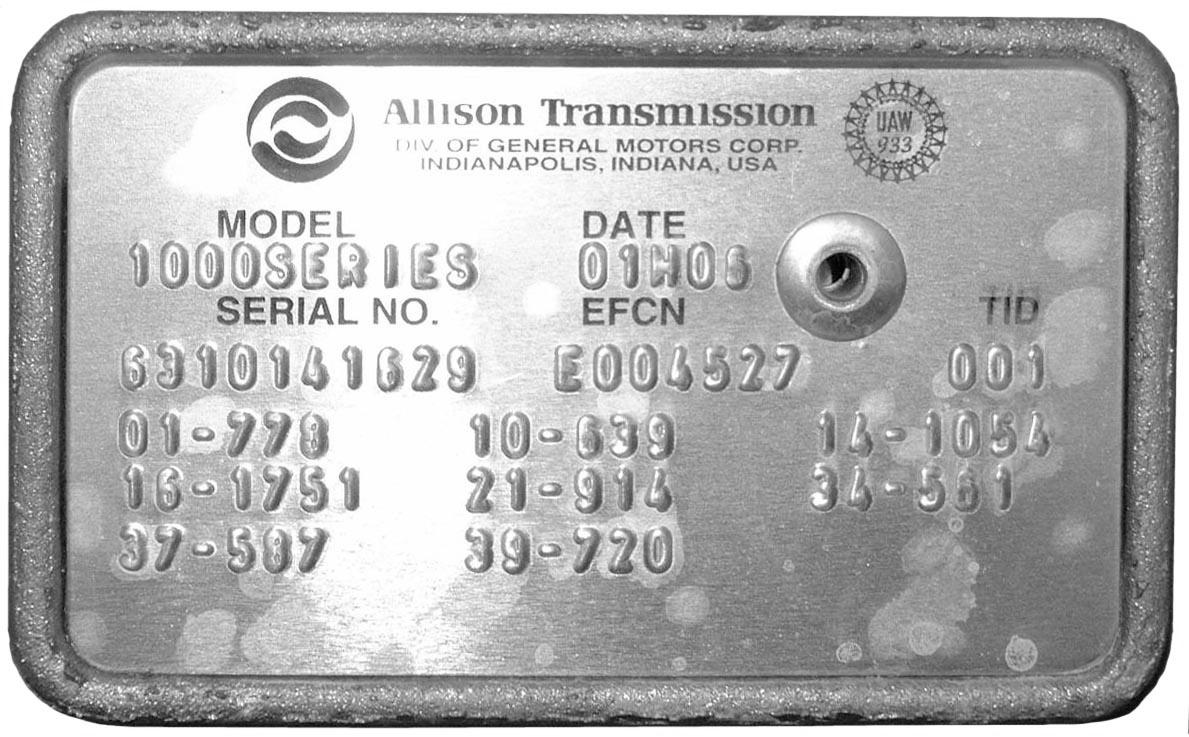 Allison Transmission
DIV. OF GENERAL MOTORS CORP.
INDIANAPOLIS, INDIANA, USA
UAW
933
MODEL DATE
1000SERIES 01W06
SERIAL NO. EFCN TID
6310141629 E004527 001
01-778 10-639 14-1054
16-1751 21-914 34-561
37-587 39-720